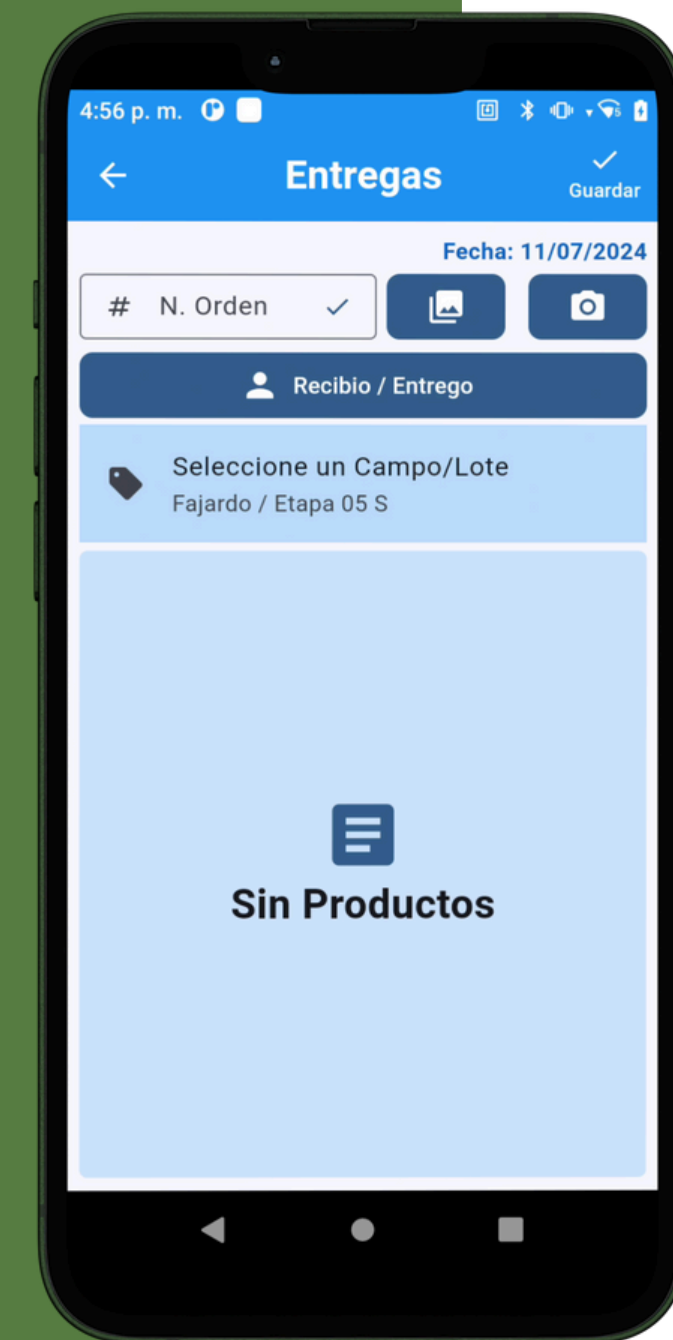 4:56 p. m.
Entregas
Guardar
Fecha: 11/07/2024
# N. Orden
Recibio / Entrego
Seleccione un Campo/Lote
Fajardo / Etapa 05 S
Sin Productos